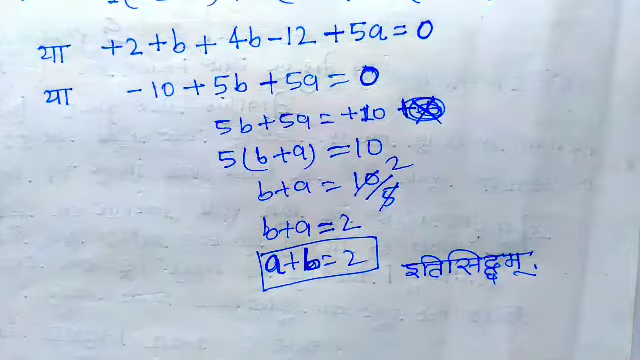 या +2+b+4b-12+5a=0
या -10+5b+5a=0
5b+5a=+10
5(b+a)=10
b+a=10/5 2
b+a=2
a+b=2 इतिसिद्धम्.